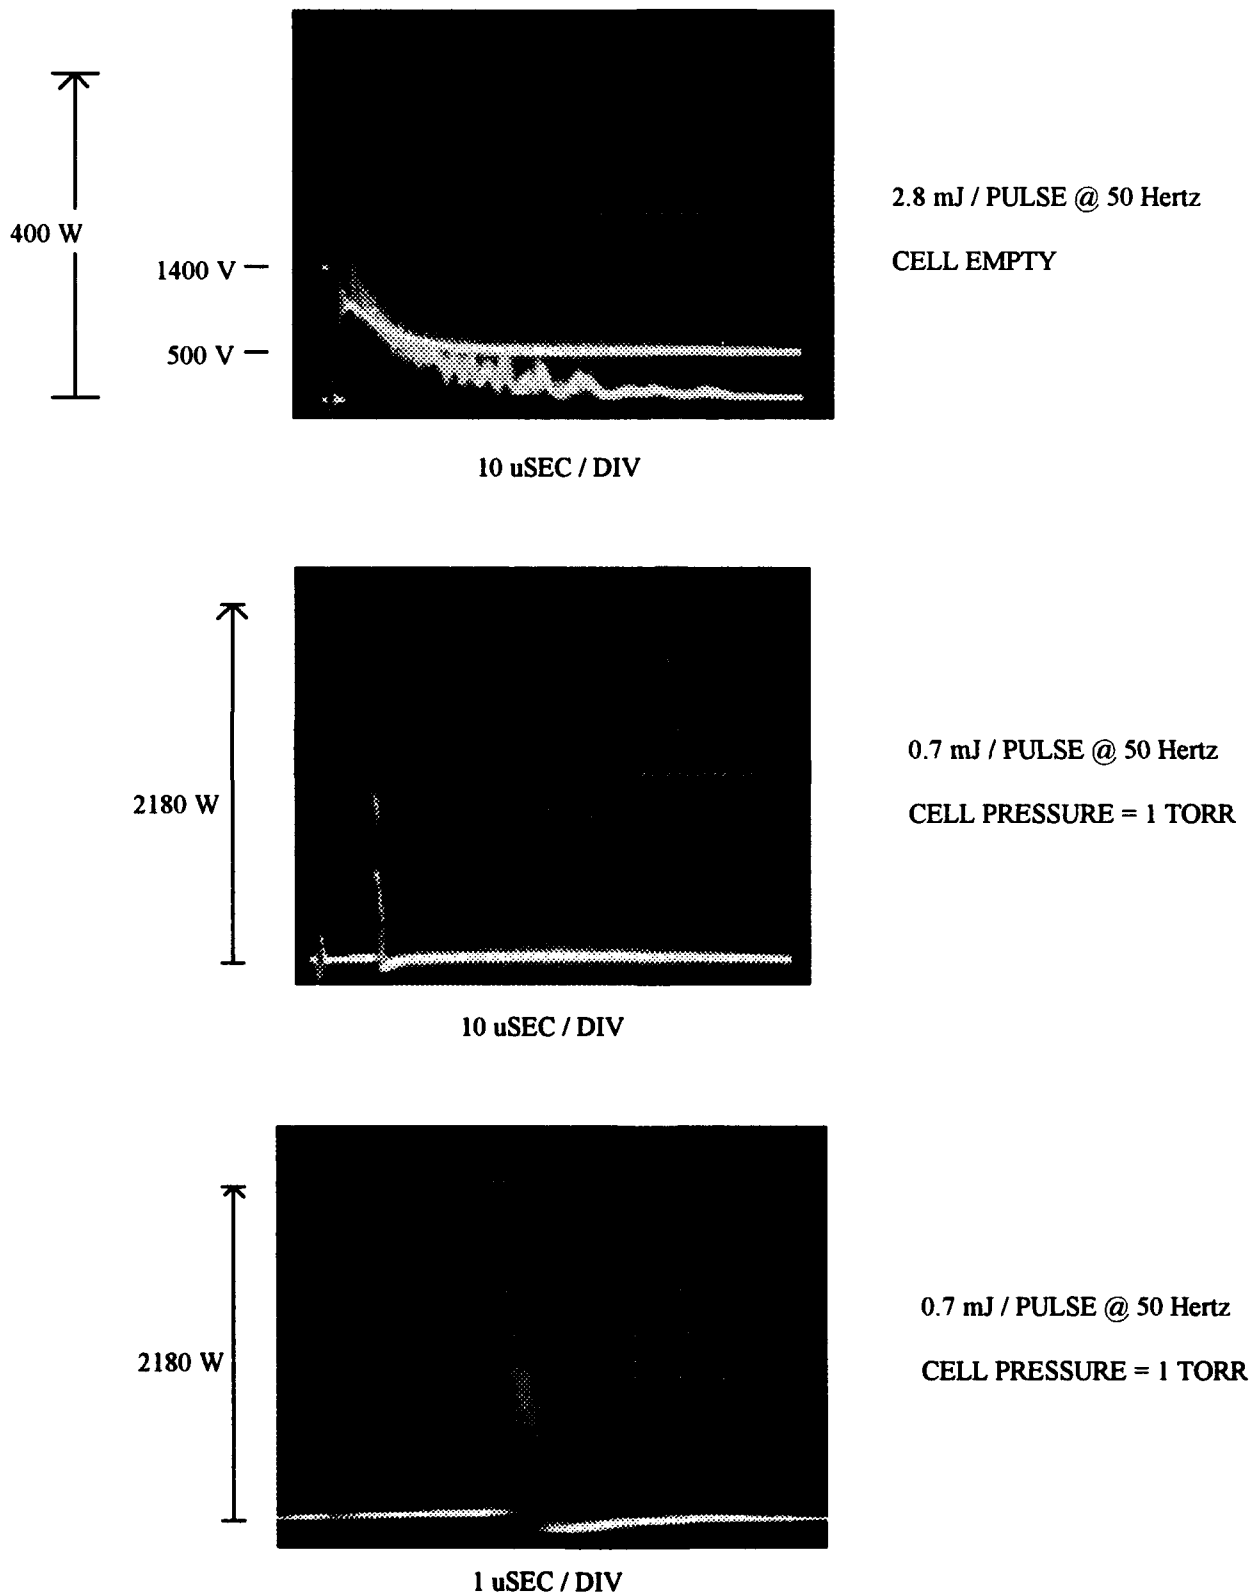 400 W
1400 V
500 V
2.8 mJ / PULSE @ 50 Hertz
CELL EMPTY
10 uSEC / DIV
2180 W
0.7 mJ / PULSE @ 50 Hertz
CELL PRESSURE = 1 TORR
10 uSEC / DIV
2180 W
0.7 mJ / PULSE @ 50 Hertz
CELL PRESSURE = 1 TORR
1 uSEC / DIV